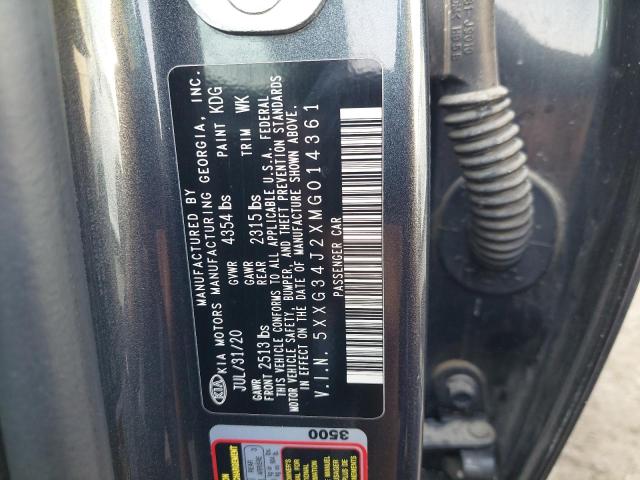 MANUFACTURED BY
KIA KIA MOTORS MANUFACTURING GEORGIA, INC.
JUL/31/20 GVWR 4354 lbs PAINT KDG
GAWR FRONT 2513 lbs GAWR REAR 2315 lbs TRIM WK
THIS VEHICLE CONFORMS TO ALL APPLICABLE U.S.A. FEDERAL
MOTOR VEHICLE SAFETY, BUMPER, AND THEFT PREVENTION STANDARDS
IN EFFECT ON THE DATE OF MANUFACTURE SHOWN ABOVE.
V.I.N. 5XXG34J2XMG014361
PASSENGER CAR
3500